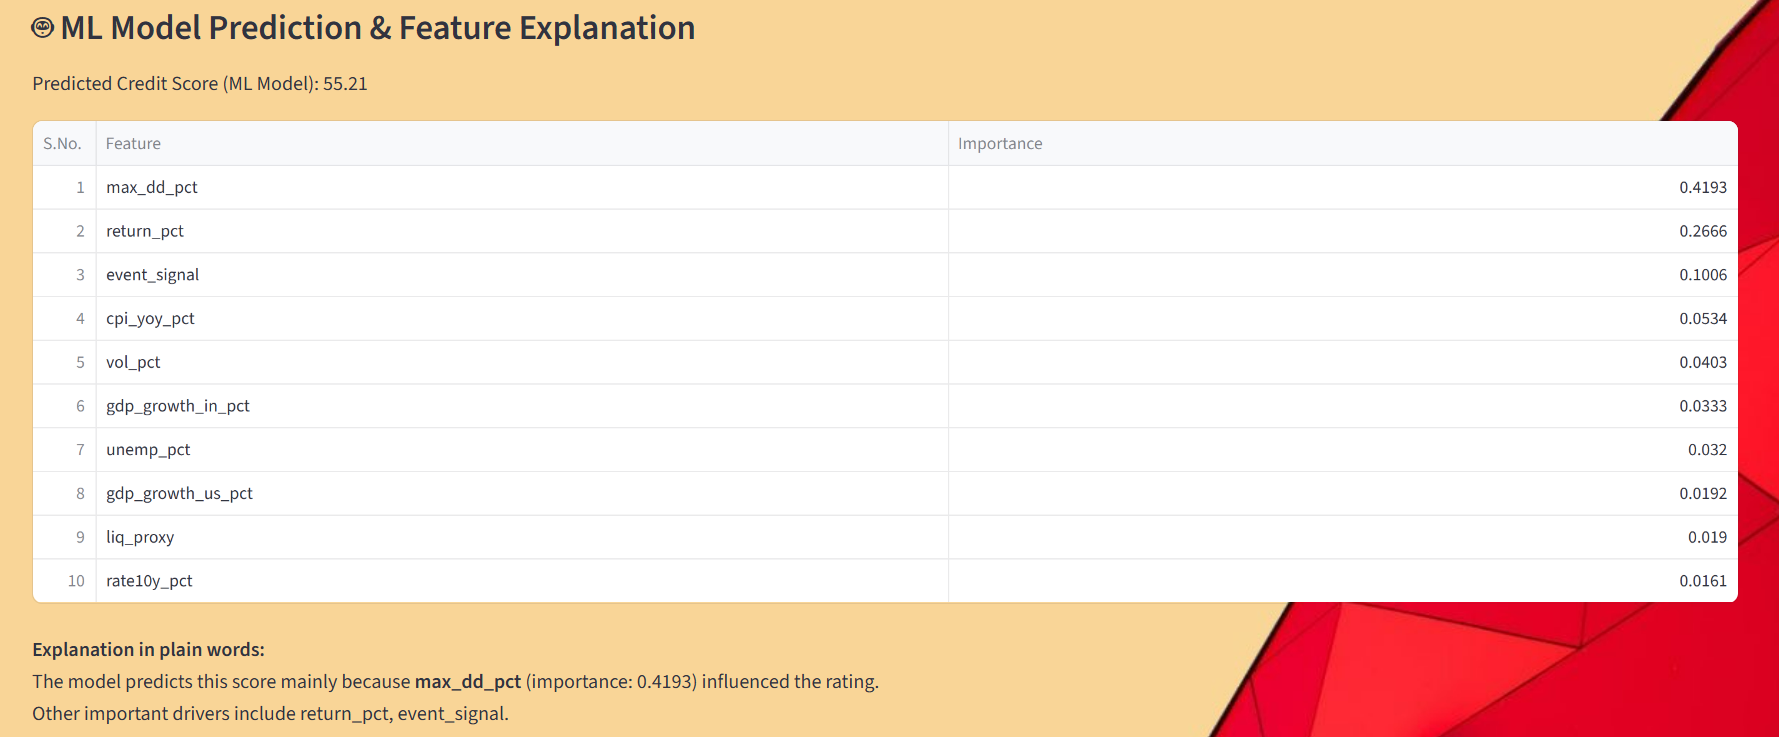 ML Model Prediction & Feature Explanation
Predicted Credit Score (ML Model): 55.21
S.No. Feature Importance
1 max_dd_pct 0.4193
2 return_pct 0.2666
3 event_signal 0.1006
4 cpi_yoy_pct 0.0534
5 vol_pct 0.0403
6 gdp_growth_in_pct 0.0333
7 unemp_pct 0.032
8 gdp_growth_us_pct 0.0192
9 liq_proxy 0.019
10 rate10y_pct 0.0161
Explanation in plain words:
The model predicts this score mainly because max_dd_pct (importance: 0.4193) influenced the rating.
Other important drivers include return_pct, event_signal.